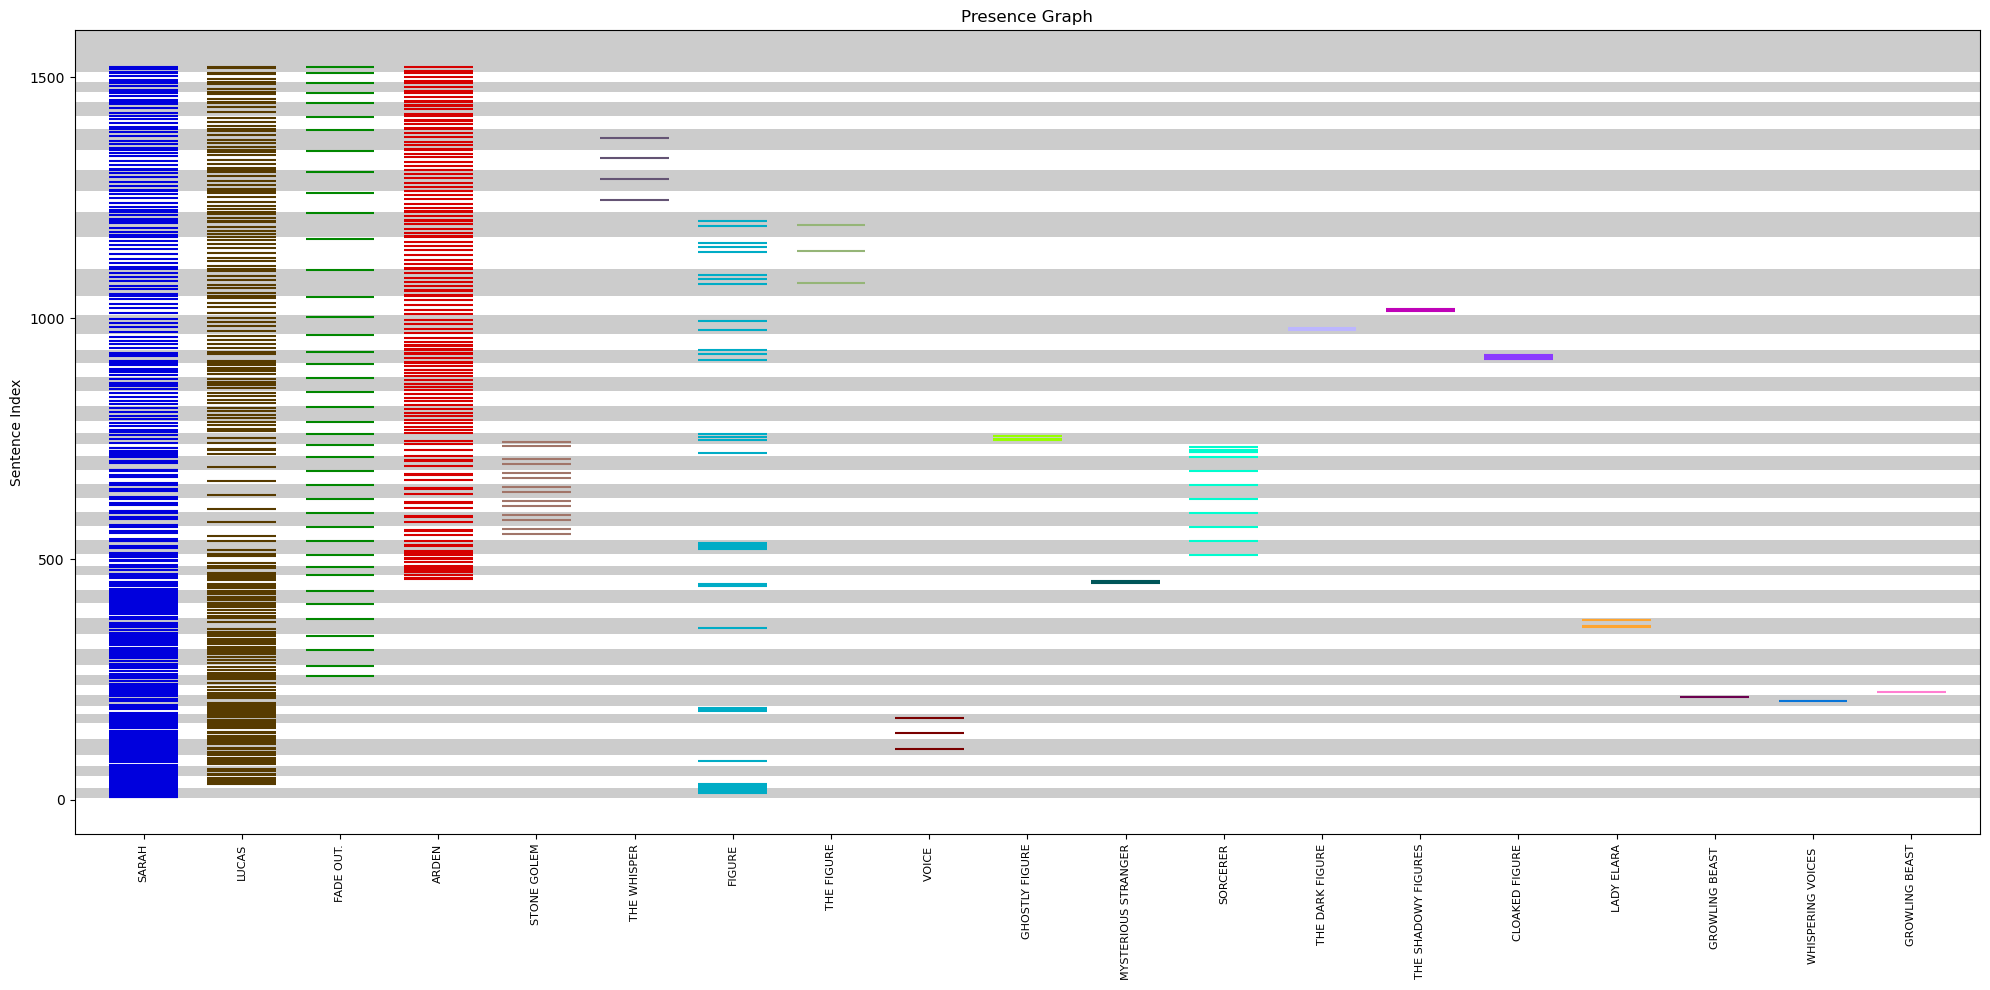 Presence Graph
Sentence Index
1500
1000
500
0
SARAH
LUCAS
FADE OUT.
ARDEN
STONE GOLEM
THE WHISPER
FIGURE
THE FIGURE
VOICE
GHOSTLY FIGURE
MYSTERIOUS STRANGER
SORCERER
THE DARK FIGURE
THE SHADOWY FIGURES
CLOAKED FIGURE
LADY ELARA
GROWLING BEAST
WHISPERING VOICES
GROWLING BEAST